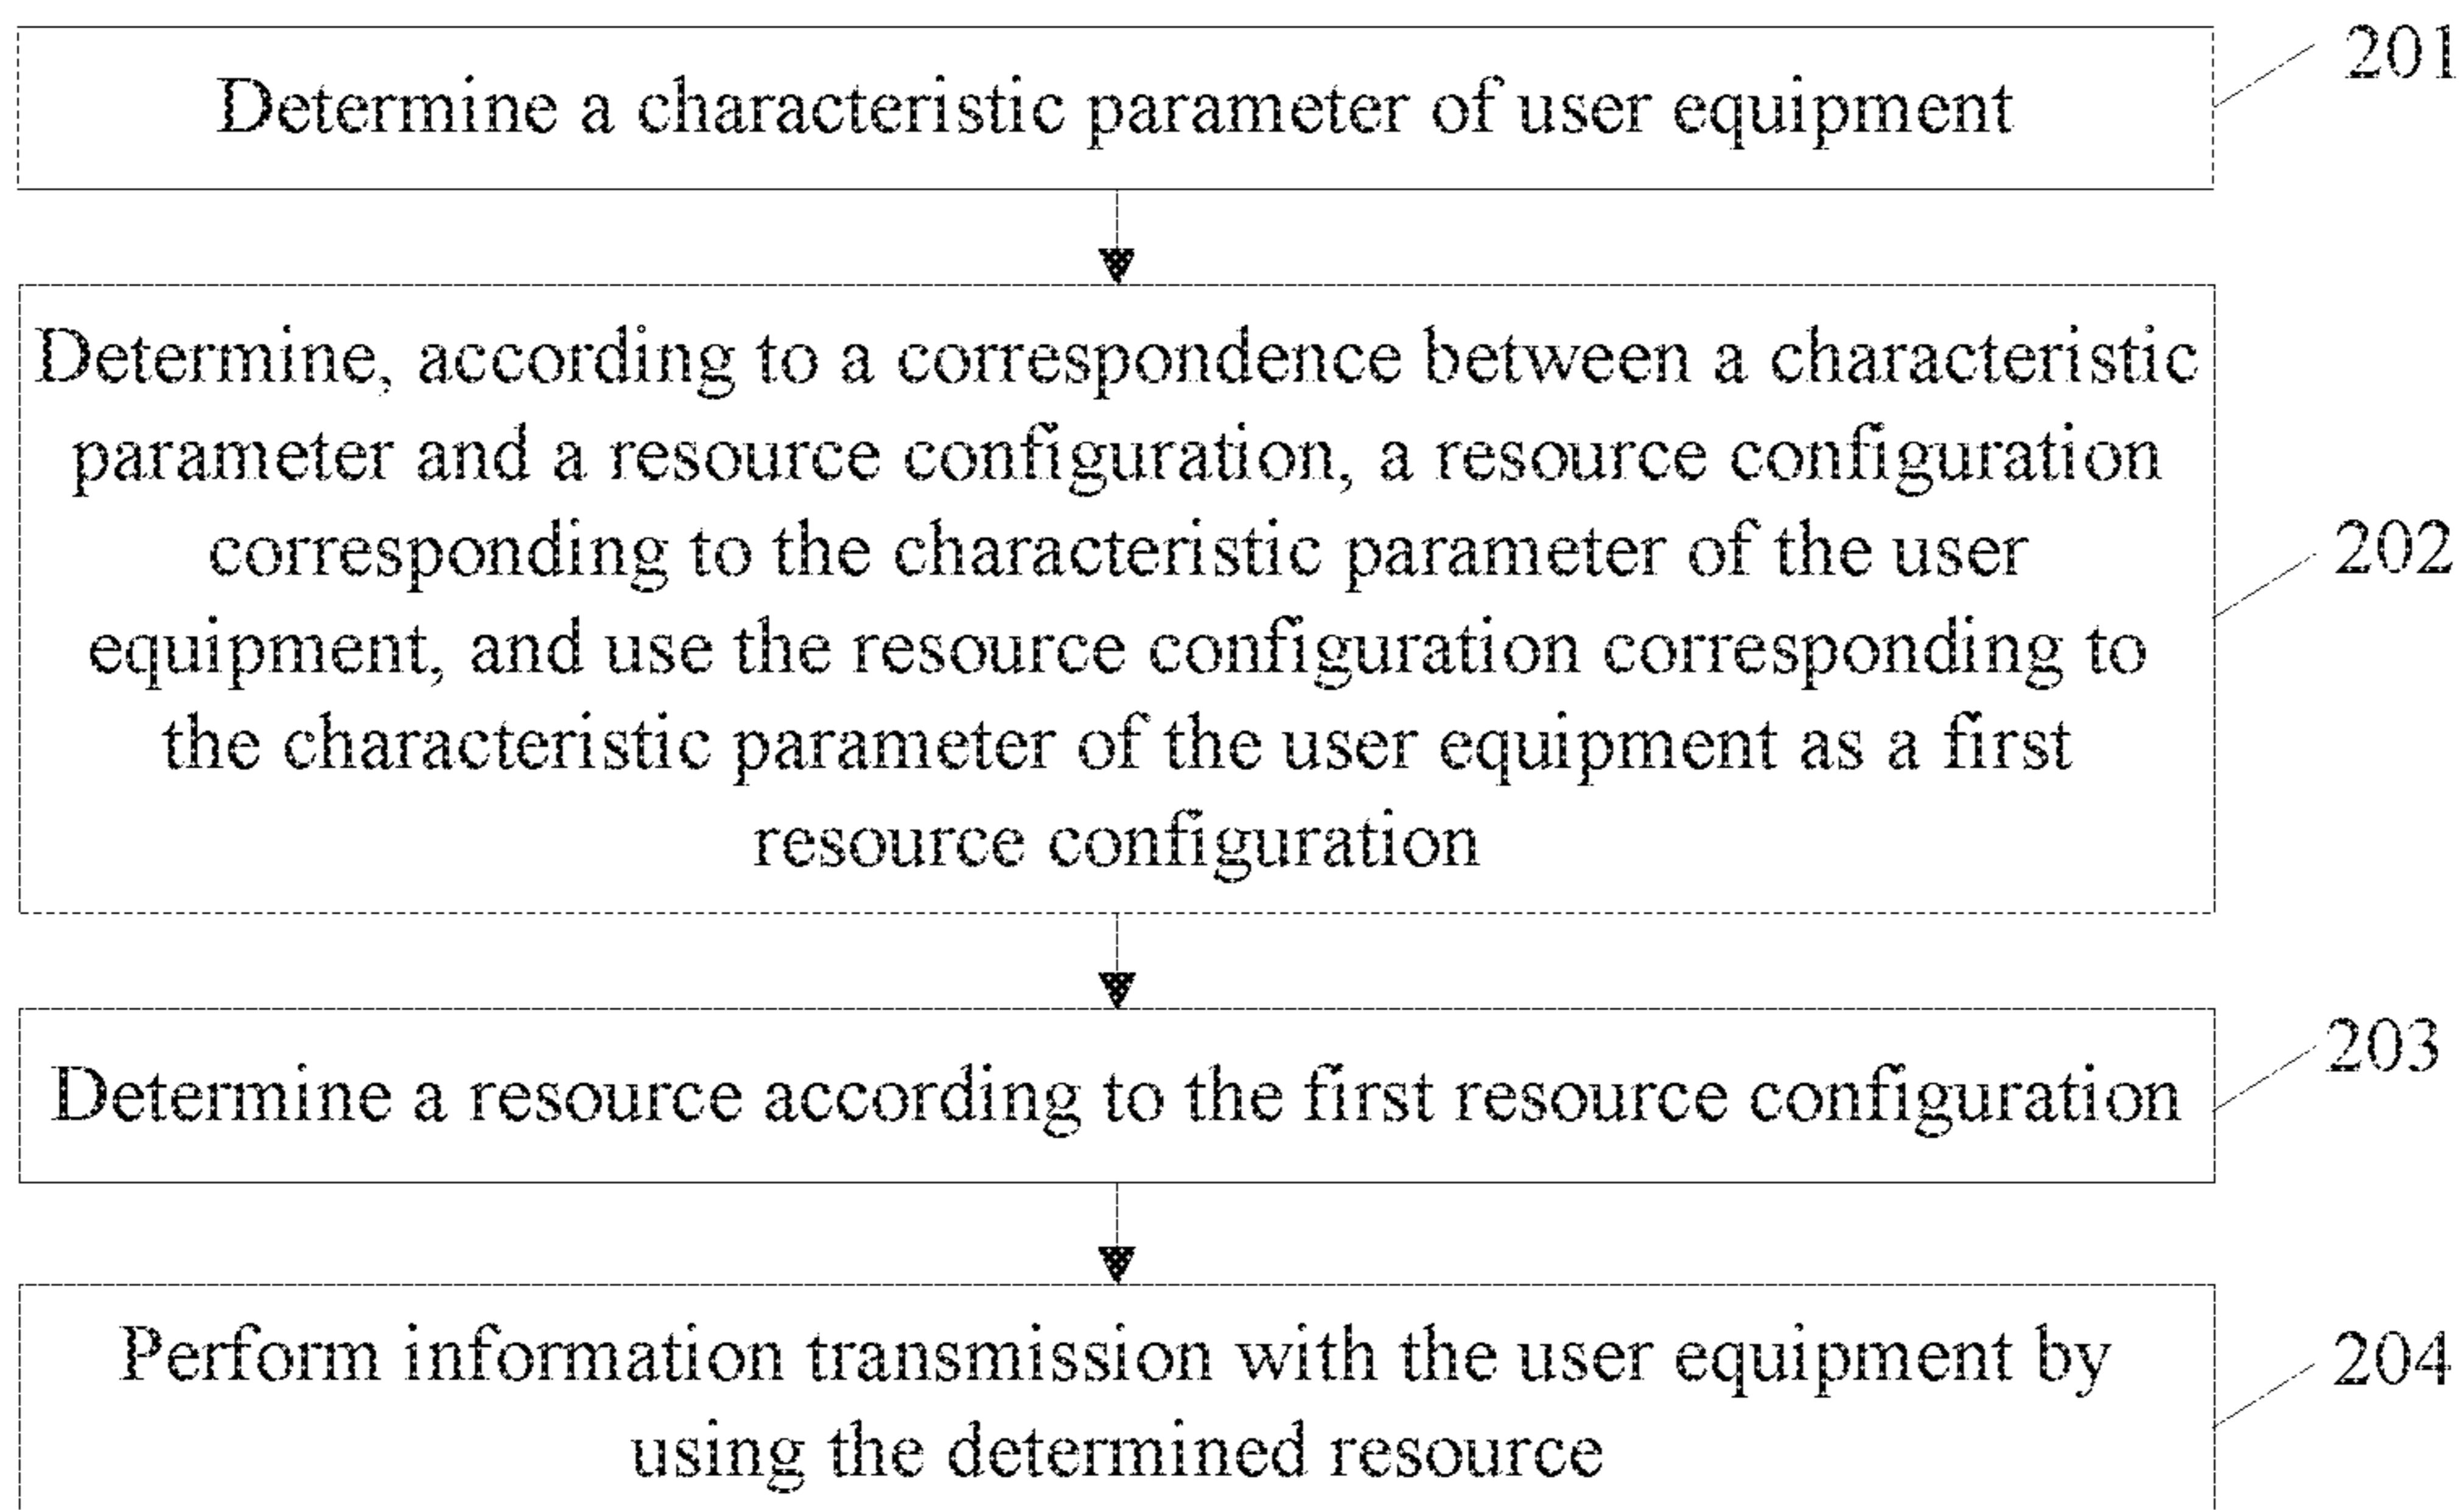 201
Determine a characteristic parameter of user equipment
Determine, according to a correspondence between a characteristic
parameter and a resource configuration, a resource configuration
corresponding to the characteristic parameter of the user
equipment, and use the resource configuration corresponding to
the characteristic parameter of the user equipment as a first
resource configuration
202
Determine a resource according to the first resource configuration
203
Perform information transmission with the user equipment by
using the determined resource
204